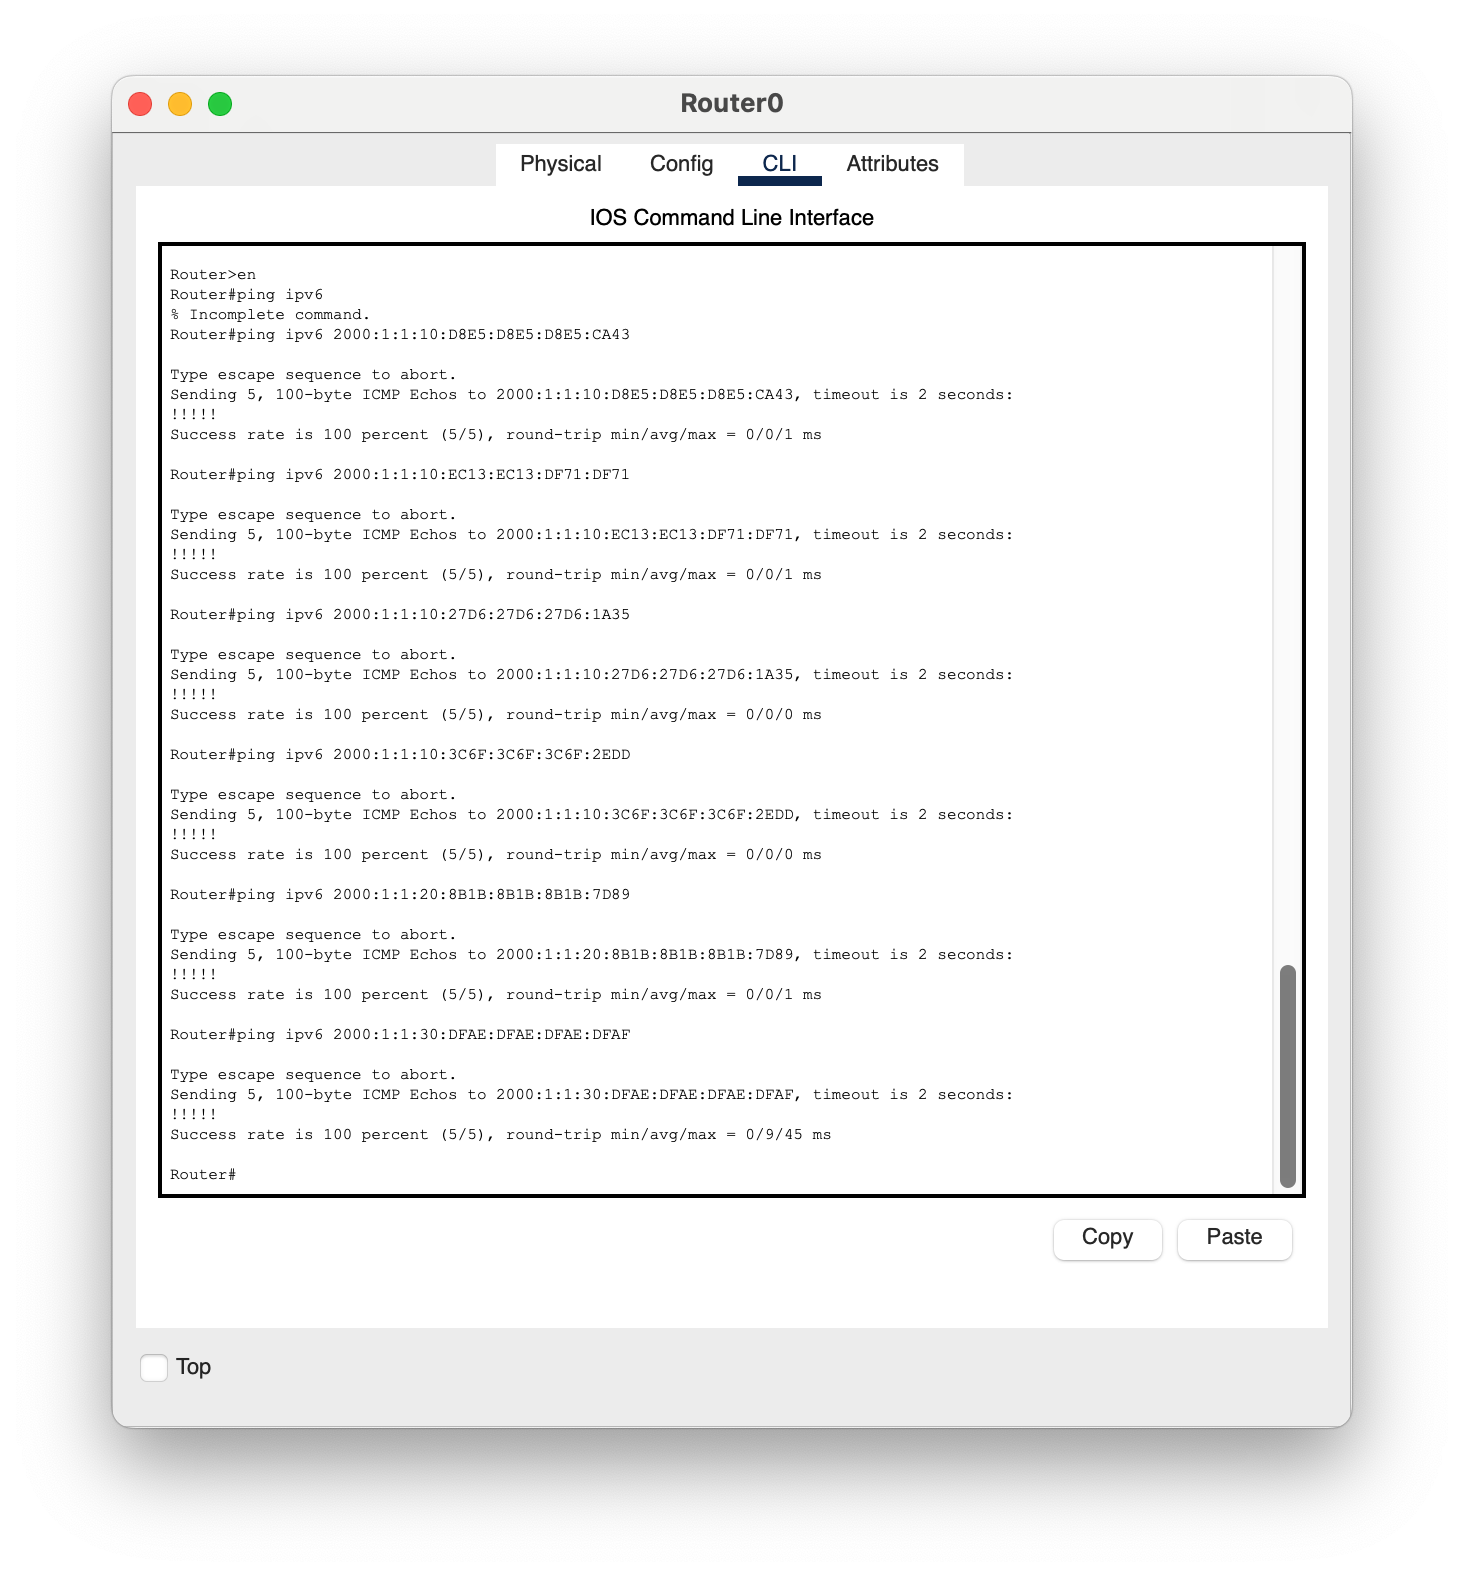 Router0
Physical Config CLI Attributes
IOS Command Line Interface
Router>en
Router#ping ipv6
% Incomplete command.
Router#ping ipv6 2000:1:1:10:D8E5:D8E5:D8E5:CA43
Type escape sequence to abort.
Sending 5, 100-byte ICMP Echos to 2000:1:1:10:D8E5:D8E5:D8E5:CA43, timeout is 2 seconds:
!!!!!
Success rate is 100 percent (5/5), round-trip min/avg/max = 0/0/1 ms
Router#ping ipv6 2000:1:1:10:EC13:EC13:DF71:DF71
Type escape sequence to abort.
Sending 5, 100-byte ICMP Echos to 2000:1:1:10:EC13:EC13:DF71:DF71, timeout is 2 seconds:
!!!!!
Success rate is 100 percent (5/5), round-trip min/avg/max = 0/0/1 ms
Router#ping ipv6 2000:1:1:10:27D6:27D6:27D6:1A35
Type escape sequence to abort.
Sending 5, 100-byte ICMP Echos to 2000:1:1:10:27D6:27D6:27D6:1A35, timeout is 2 seconds:
!!!!!
Success rate is 100 percent (5/5), round-trip min/avg/max = 0/0/0 ms
Router#ping ipv6 2000:1:1:10:3C6F:3C6F:3C6F:2EDD
Type escape sequence to abort.
Sending 5, 100-byte ICMP Echos to 2000:1:1:10:3C6F:3C6F:3C6F:2EDD, timeout is 2 seconds:
!!!!!
Success rate is 100 percent (5/5), round-trip min/avg/max = 0/0/0 ms
Router#ping ipv6 2000:1:1:20:8B1B:8B1B:8B1B:7D89
Type escape sequence to abort.
Sending 5, 100-byte ICMP Echos to 2000:1:1:20:8B1B:8B1B:8B1B:7D89, timeout is 2 seconds:
!!!!!
Success rate is 100 percent (5/5), round-trip min/avg/max = 0/0/1 ms
Router#ping ipv6 2000:1:1:30:DFAE:DFAE:DFAE:DFAF
Type escape sequence to abort.
Sending 5, 100-byte ICMP Echos to 2000:1:1:30:DFAE:DFAE:DFAE:DFAF, timeout is 2 seconds:
!!!!!
Success rate is 100 percent (5/5), round-trip min/avg/max = 0/9/45 ms
Router#
Copy Paste
Top